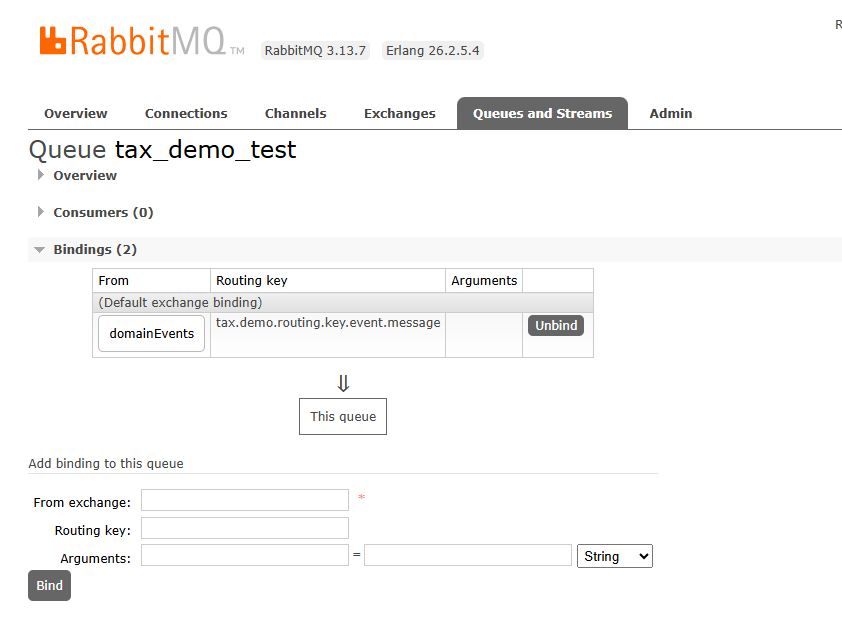 R
RabbitMQ TM RabbitMQ 3.13.7 Erlang 26.2.5.4
Overview Connections Channels Exchanges Queues and Streams Admin
Queue tax_demo_test
Overview
Consumers (0)
Bindings (2)
From Routing key Arguments
(Default exchange binding)
domainEvents tax.demo.routing.key.event.message Unbind
⇓
This queue
Add binding to this queue
From exchange: *
Routing key:
Arguments: = String
Bind